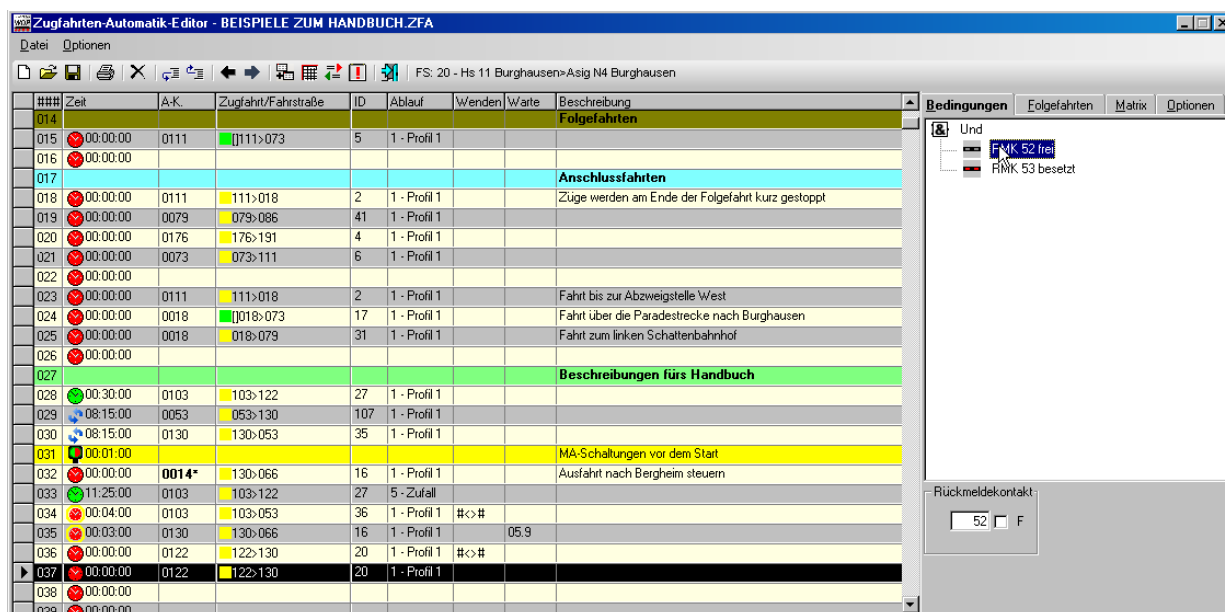 Zugfahrten-Automatik-Editor - BEISPIELE ZUM HANDBUCH.ZFA
Datei Optionen
FS: 20 - Hs 11 Burghausen>Asig N4 Burghausen
### Zeit A-K. Zugfahrt/Fahrstraße ID Ablauf Wenden Warte Beschreibung
014 Folgefahrten
015 00:00:00 0111 []111>073 5 1 - Profil 1
016 00:00:00
017 Anschlussfahrten
018 00:00:00 0111 111>018 2 1 - Profil 1 Züge werden am Ende der Folgefahrt kurz gestoppt
019 00:00:00 0079 079>086 41 1 - Profil 1
020 00:00:00 0176 176>191 4 1 - Profil 1
021 00:00:00 0073 073>111 6 1 - Profil 1
022 00:00:00
023 00:00:00 0111 111>018 2 1 - Profil 1 Fahrt bis zur Abzweigstelle West
024 00:00:00 0018 []018>073 17 1 - Profil 1 Fahrt über die Paradestrecke nach Burghausen
025 00:00:00 0018 018>079 31 1 - Profil 1 Fahrt zum linken Schattenbahnhof
026 00:00:00
027 Beschreibungen fürs Handbuch
028 00:30:00 0103 103>122 27 1 - Profil 1
029 08:15:00 0053 053>130 107 1 - Profil 1
030 08:15:00 0130 130>053 35 1 - Profil 1
031 00:01:00 MA-Schaltungen vor dem Start
032 00:00:00 0014* 130>066 16 1 - Profil 1 Ausfahrt nach Bergheim steuern
033 11:25:00 0103 103>122 27 5 - Zufall
034 00:04:00 0103 103>053 36 1 - Profil 1 #<>#
035 00:03:00 0130 130>066 16 1 - Profil 1 05.9
036 00:00:00 0122 122>130 20 1 - Profil 1 #<>#
037 00:00:00 0122 122>130 20 1 - Profil 1
038 00:00:00
039 00:00:00
Bedingungen Folgefahrten Matrix Optionen
& Und
RMK 52 frei
RMK 53 besetzt
Rückmeldekontakt
52 F